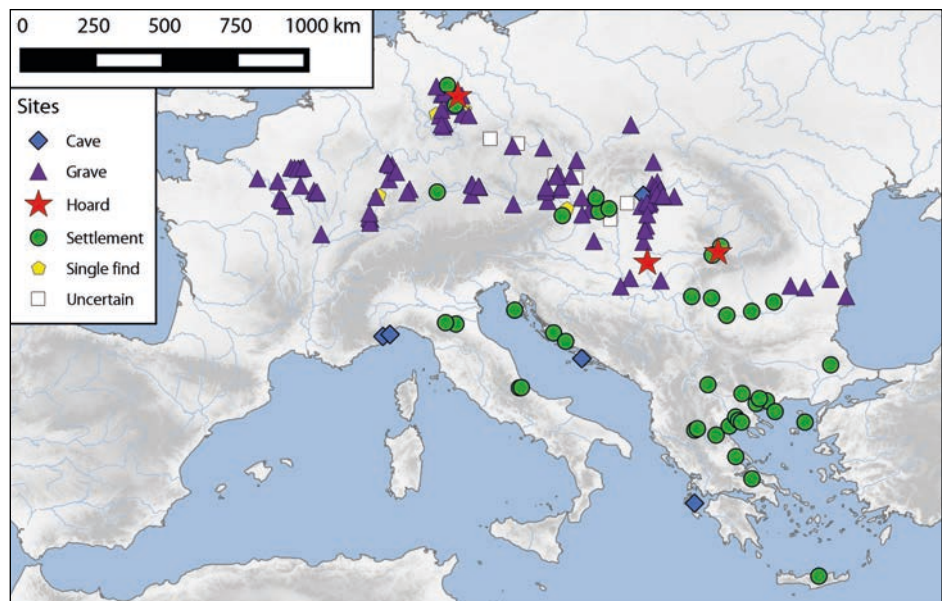 0 250 500 750 1000 km
Sites
Cave
Grave
Hoard
Settlement
Single find
Uncertain